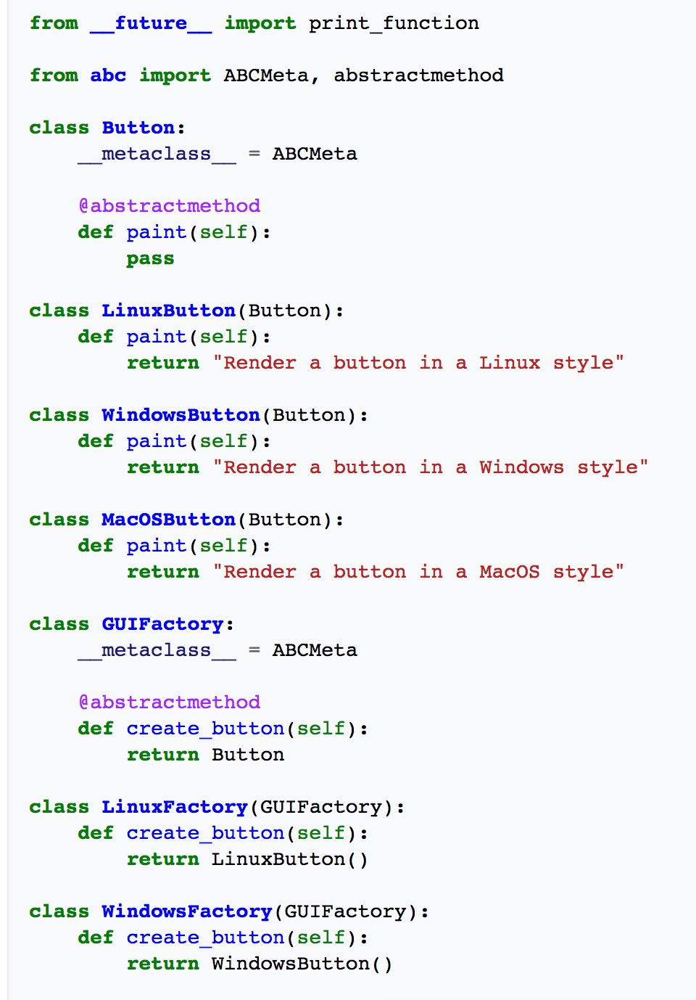 from __future__ import print_function

from abc import ABCMeta, abstractmethod

class Button:
    __metaclass__ = ABCMeta

    @abstractmethod
    def paint(self):
        pass

class LinuxButton(Button):
    def paint(self):
        return "Render a button in a Linux style"

class WindowsButton(Button):
    def paint(self):
        return "Render a button in a Windows style"

class MacOSButton(Button):
    def paint(self):
        return "Render a button in a MacOS style"

class GUIFactory:
    __metaclass__ = ABCMeta

    @abstractmethod
    def create_button(self):
        return Button

class LinuxFactory(GUIFactory):
    def create_button(self):
        return LinuxButton()

class WindowsFactory(GUIFactory):
    def create_button(self):
        return WindowsButton()